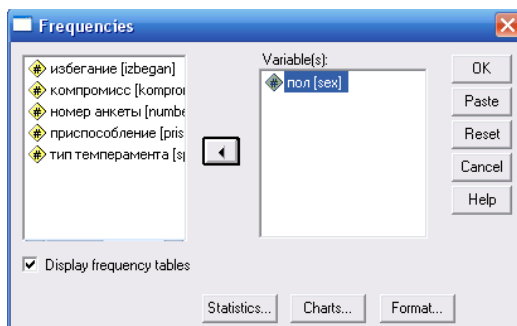 Frequencies
избегание [izbegan]
компромисс [kompro
номер анкеты [numbe
приспособление [pris
тип темперамента [s
Variable(s):
пол [sex]
OK
Paste
Reset
Cancel
Help
Display frequency tables
Statistics...
Charts...
Format...